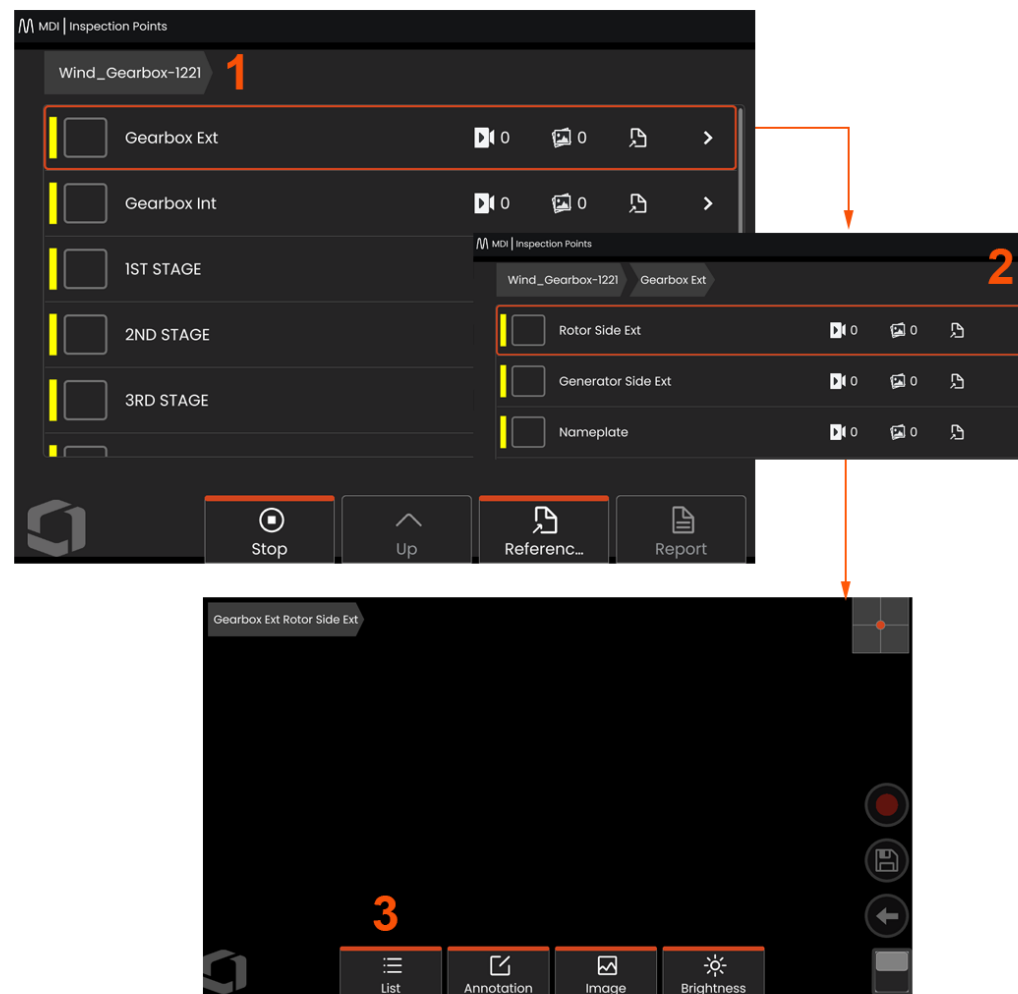 MDI | Inspection Points
Wind_Gearbox-1221
1
Gearbox Ext 0 0
Gearbox Int 0 0
1ST STAGE
2ND STAGE
3RD STAGE
Stop
Up
Referenc...
Report
MDI | Inspection Points
2
Wind_Gearbox-1221 Gearbox Ext
Rotor Side Ext 0 0
Generator Side Ext 0 0
Nameplate 0 0
Gearbox Ext Rotor Side Ext
3
List
Annotation
Image
Brightness